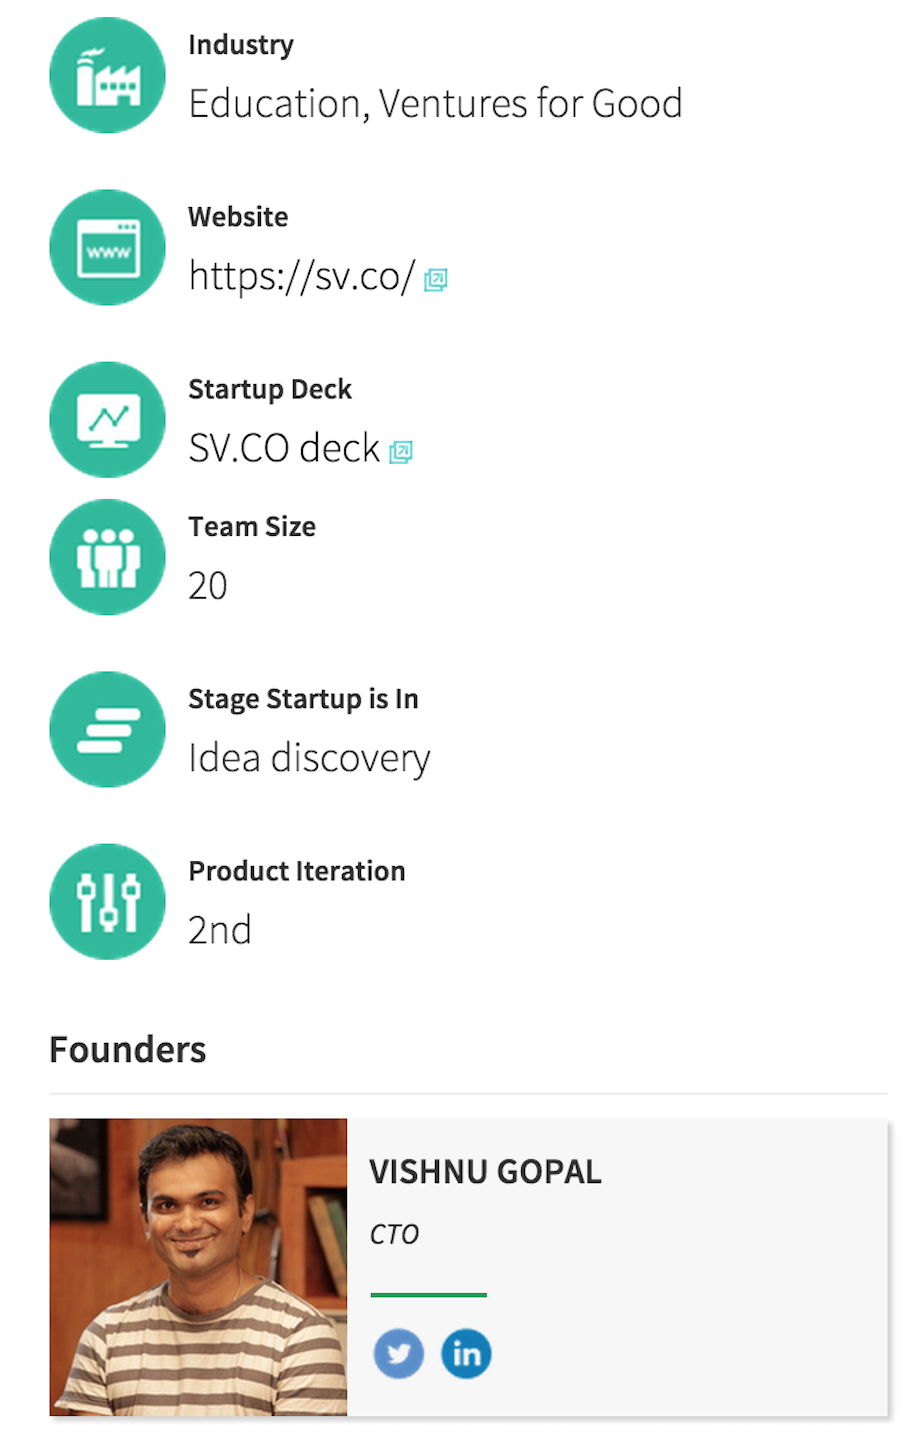 Industry
Education, Ventures for Good
Website
www
https://sv.co/
Startup Deck
SV.CO deck
Team Size
20
Stage Startup is In
Idea discovery
Product Iteration
2nd
Founders
VISHNU GOPAL
CTO
in